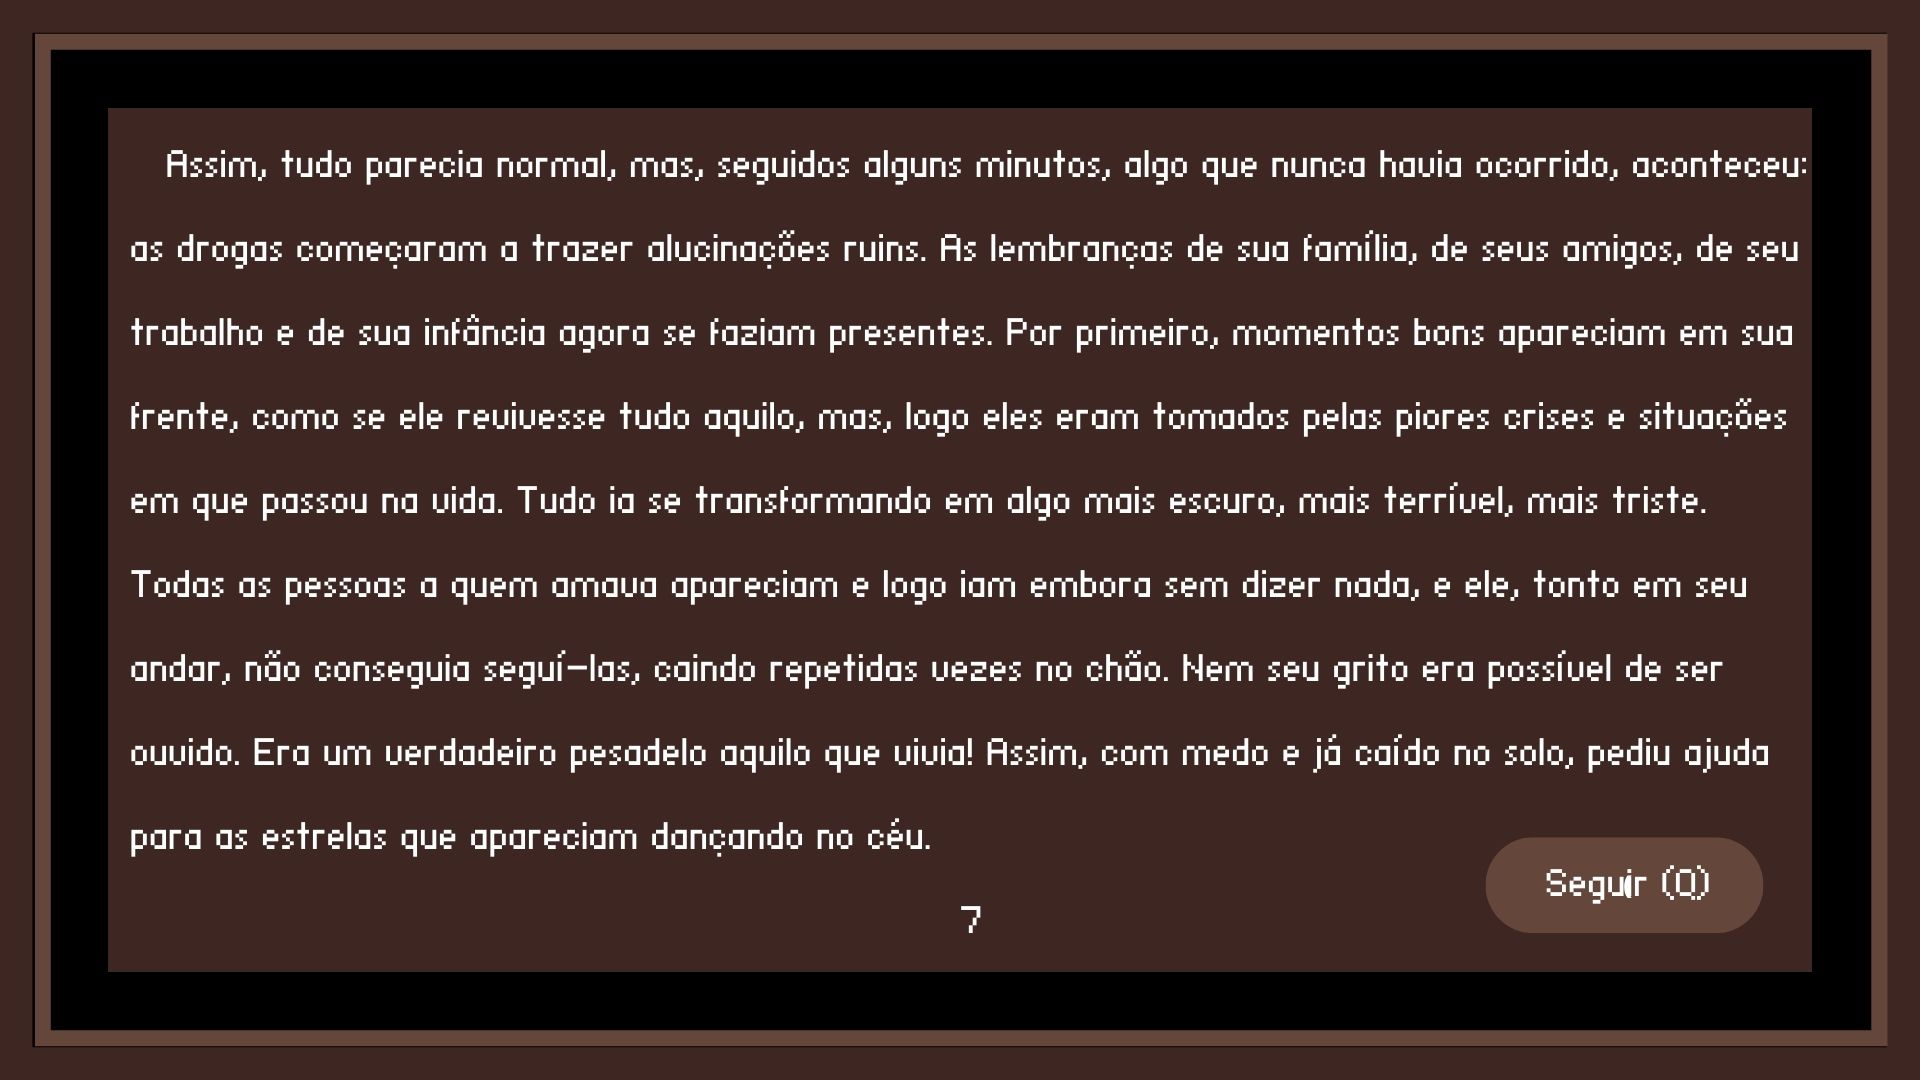 Assim, tudo parecia normal, mas, seguidos alguns minutos, algo que nunca havia ocorrido, aconteceu:
as drogas começaram a trazer alucinações ruins. As lembranças de sua família, de seus amigos, de seu
trabalho e de sua infância agora se faziam presentes. Por primeiro, momentos bons apareciam em sua
frente, como se ele revivesse tudo aquilo, mas, logo eles eram tomados pelas piores crises e situações
em que passou na vida. Tudo ia se transformando em algo mais escuro, mais terrível, mais triste.
Todas as pessoas a quem amava apareciam e logo iam embora sem dizer nada, e ele, tonto em seu
andar, não conseguia seguí-las, caindo repetidas vezes no chão. Nem seu grito era possível de ser
ouvido. Era um verdadeiro pesadelo aquilo que vivia! Assim, com medo e já caído no solo, pediu ajuda
para as estrelas que apareciam dançando no céu.
Seguir (Q)
7